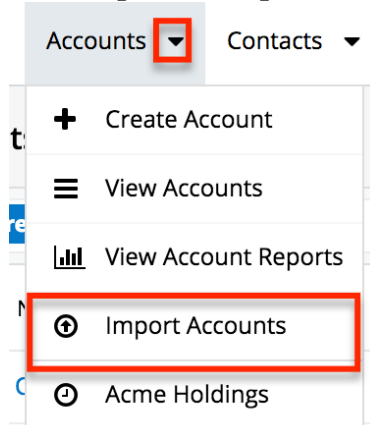 Accounts Contacts
Create Account
View Accounts
View Account Reports
Import Accounts
Acme Holdings